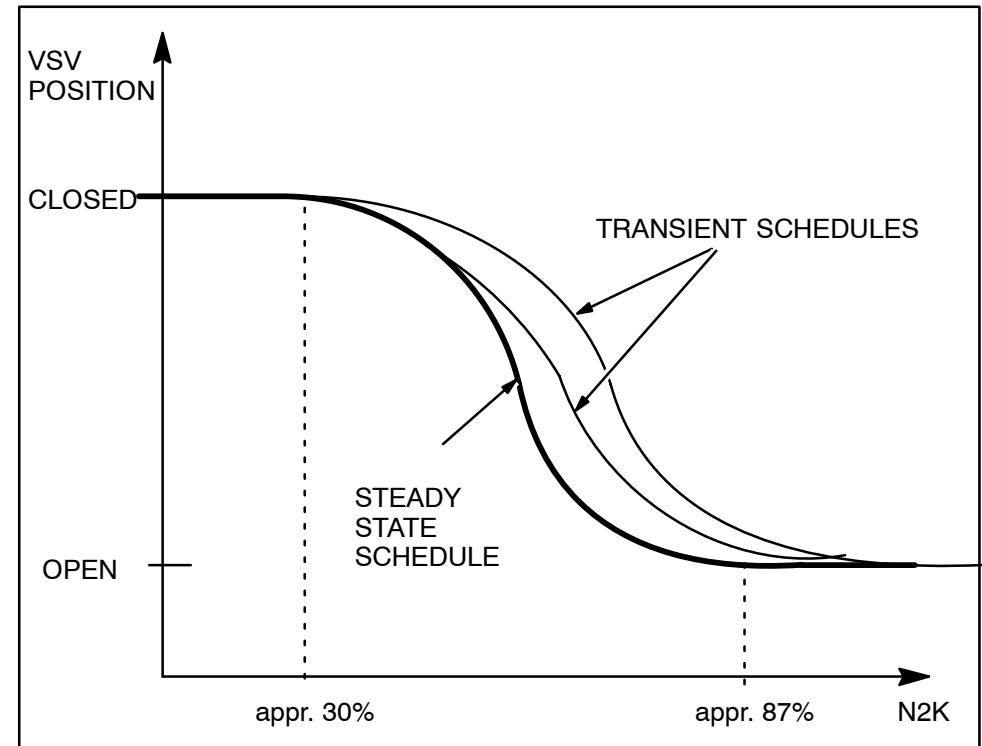 VSV
POSITION
CLOSED
TRANSIENT SCHEDULES
STEADY
STATE
SCHEDULE
OPEN
appr. 30%
appr. 87%
N2K